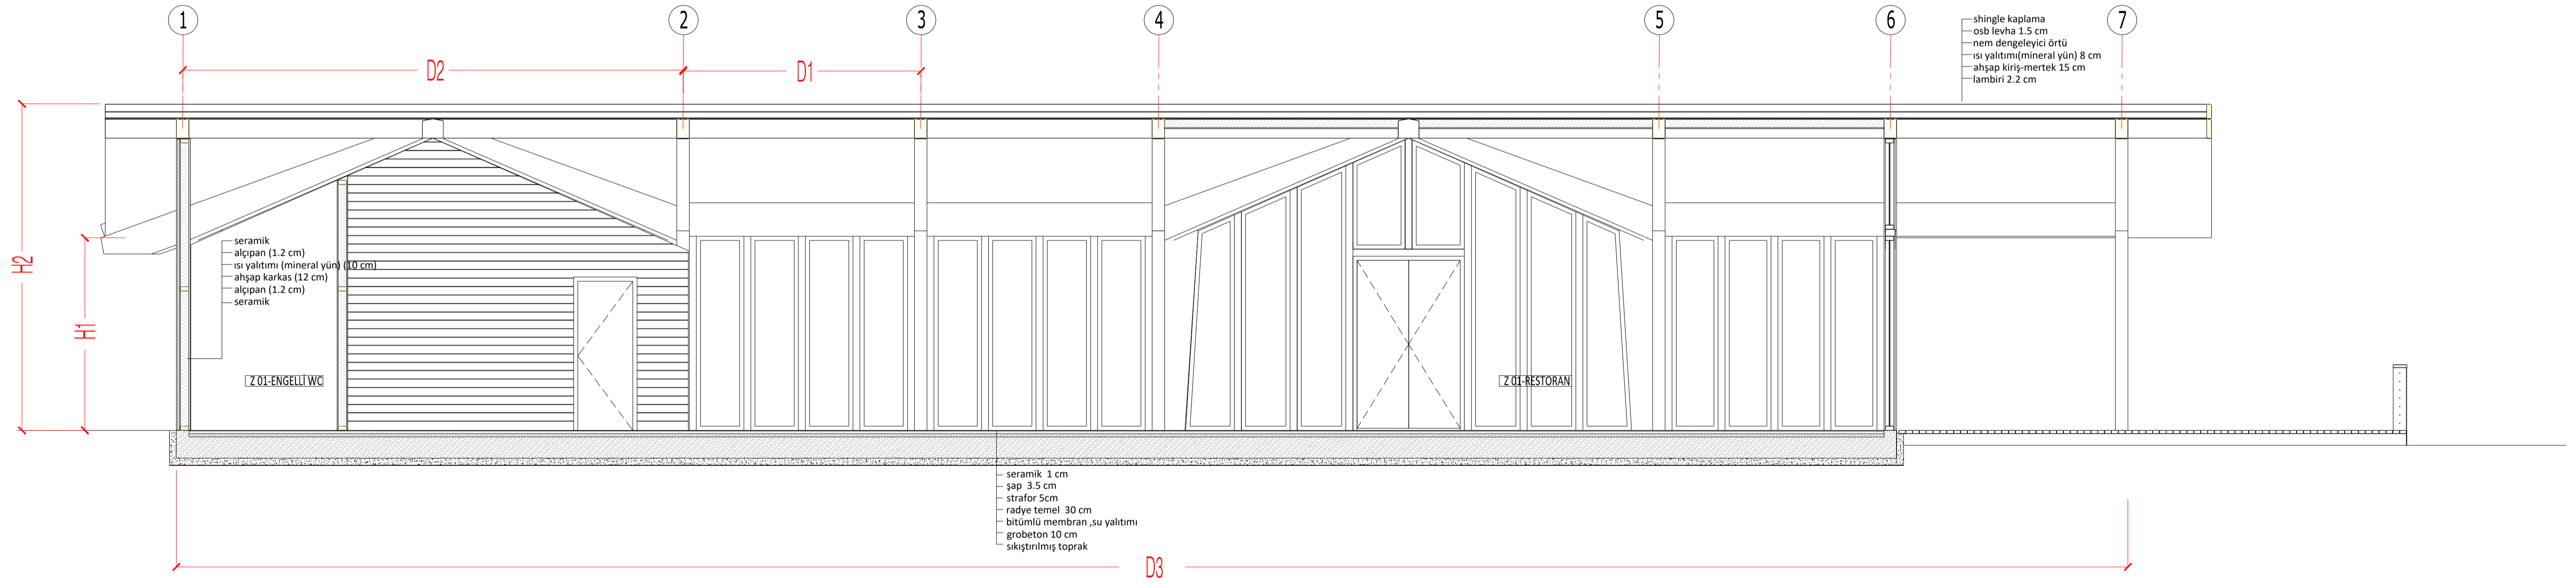 1
2
3
4
5
6
7
shingle kaplama
osb levha 1.5 cm
nem dengeleyici örtü
ısı yalıtımı(mineral yün) 8 cm
ahşap kiriş-mertek 15 cm
lambiri 2.2 cm
D2
D1
H2
H1
seramik
alçıpan (1.2 cm)
ısı yalıtımı (mineral yün) (10 cm)
ahşap karkas (12 cm)
alçıpan (1.2 cm)
seramik
Z 01-ENGELLİ WC
Z 01-RESTORAN
seramik 1 cm
şap 3.5 cm
strafor 5cm
radye temel 30 cm
bitümlü membran ,su yalıtımı
grobeton 10 cm
sıkıştırılmış toprak
D3